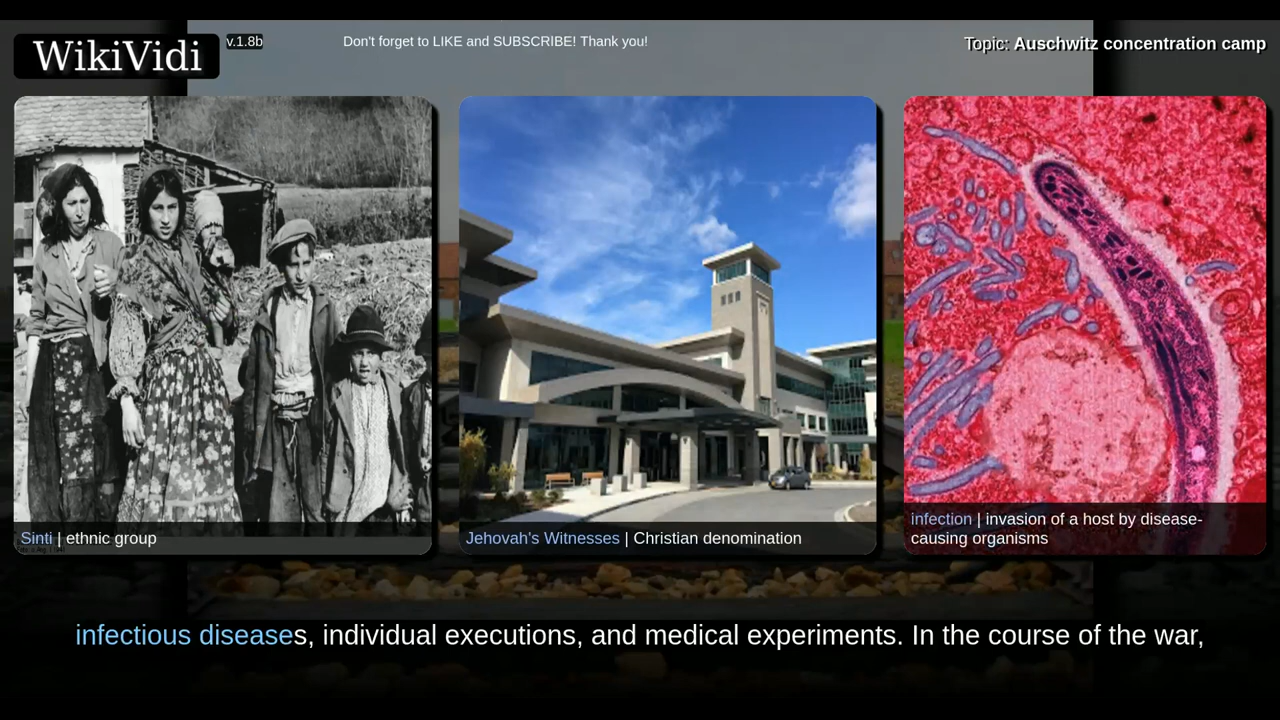 WikiVidi
v.1.8b
Don't forget to LIKE and SUBSCRIBE! Thank you!
Topic: Auschwitz concentration camp
Sinti | ethnic group
Jehovah's Witnesses | Christian denomination
infection | invasion of a host by disease-
causing organisms
infectious diseases, individual executions, and medical experiments. In the course of the war,